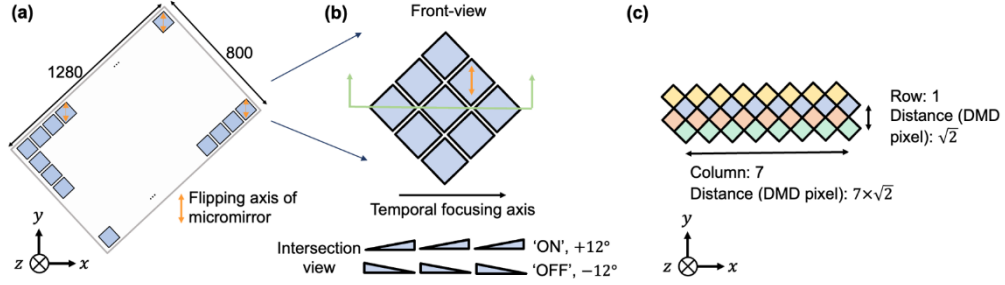 (a)
1280
800
...
...
Flipping axis of
micromirror
y
z
x
(b)
Front-view
Temporal focusing axis
Intersection
view
'ON', +12°
'OFF', −12°
(c)
Row: 1
Distance (DMD
pixel): √2
Column: 7
Distance (DMD pixel): 7×√2
y
z
x